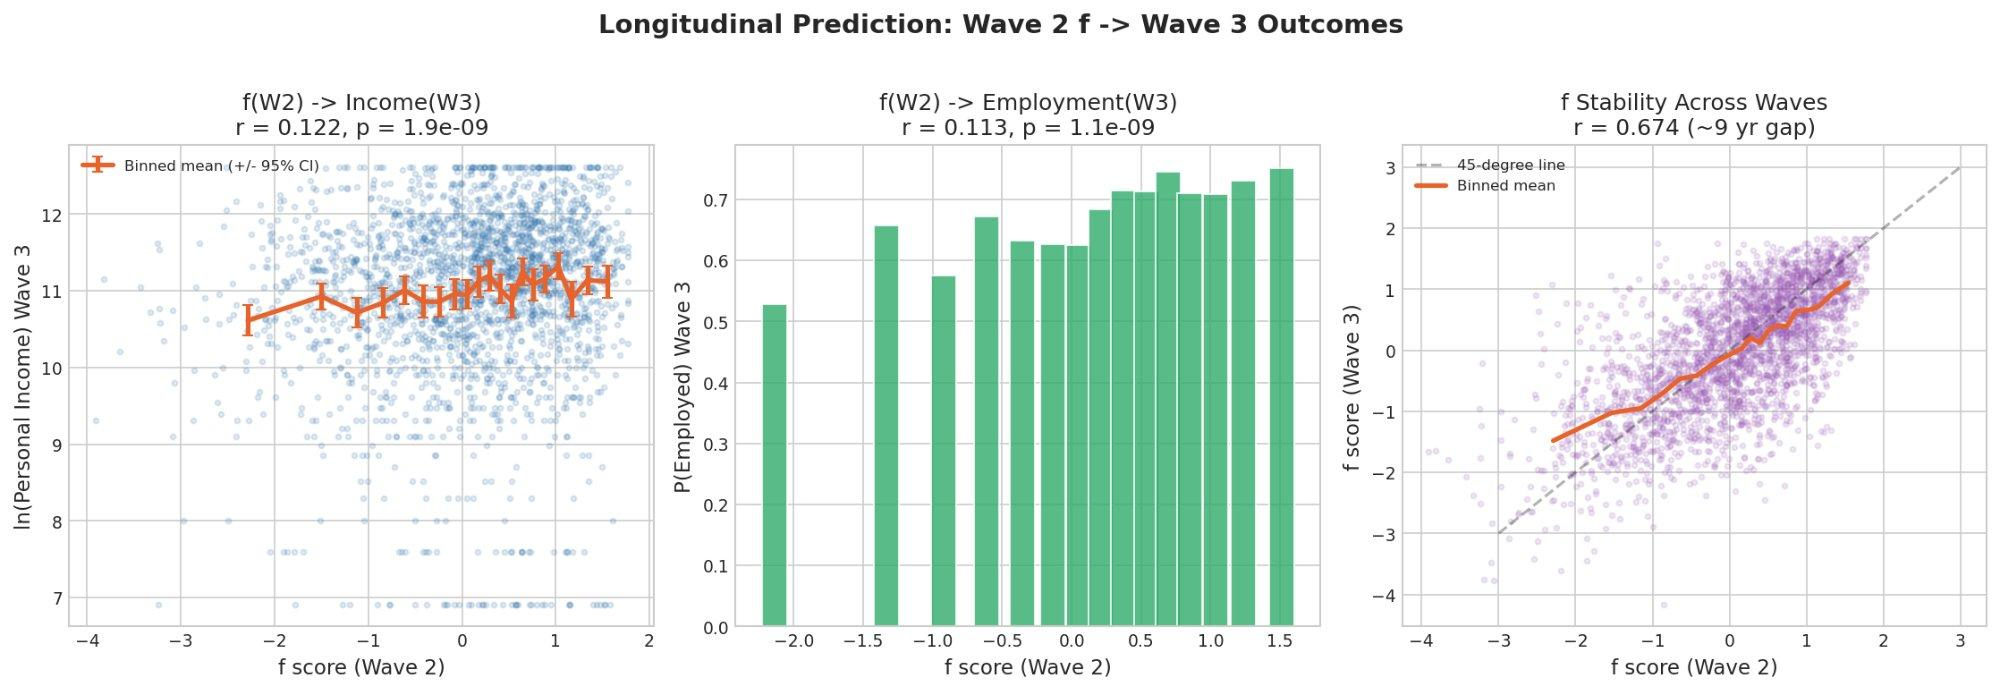 Longitudinal Prediction: Wave 2 f -> Wave 3 Outcomes
f(W2) -> Income(W3)
r = 0.122, p = 1.9e-09
Binned mean (+/- 95% CI)
12
11
10
9
8
7
ln(Personal Income) Wave 3
−4
−3
−2
−1
0
1
2
f score (Wave 2)
f(W2) -> Employment(W3)
r = 0.113, p = 1.1e-09
0.7
0.6
0.5
0.4
0.3
0.2
0.1
0.0
P(Employed) Wave 3
−2.0
−1.5
−1.0
−0.5
0.0
0.5
1.0
1.5
f score (Wave 2)
f Stability Across Waves
r = 0.674 (~9 yr gap)
45-degree line
Binned mean
3
2
1
0
−1
−2
−3
−4
f score (Wave 3)
−4
−3
−2
−1
0
1
2
3
f score (Wave 2)